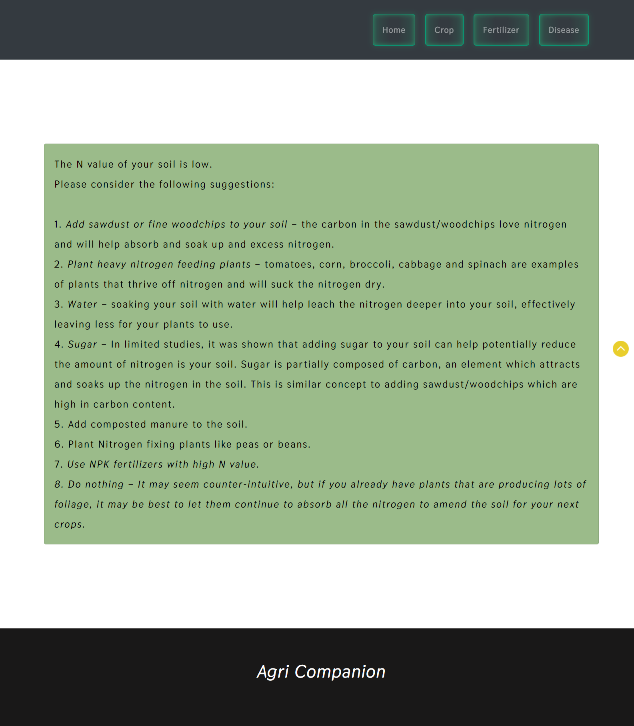 Home Crop Fertilizer Disease
The N value of your soil is low.
Please consider the following suggestions:
1. Add sawdust or fine woodchips to your soil – the carbon in the sawdust/woodchips love nitrogen
and will help absorb and soak up and excess nitrogen.
2. Plant heavy nitrogen feeding plants – tomatoes, corn, broccoli, cabbage and spinach are examples
of plants that thrive off nitrogen and will suck the nitrogen dry.
3. Water – soaking your soil with water will help leach the nitrogen deeper into your soil, effectively
leaving less for your plants to use.
4. Sugar – In limited studies, it was shown that adding sugar to your soil can help potentially reduce
the amount of nitrogen is your soil. Sugar is partially composed of carbon, an element which attracts
and soaks up the nitrogen in the soil. This is similar concept to adding sawdust/woodchips which are
high in carbon content.
5. Add composted manure to the soil.
6. Plant Nitrogen fixing plants like peas or beans.
7. Use NPK fertilizers with high N value.
8. Do nothing – It may seem counter-intuitive, but if you already have plants that are producing lots of
foliage, it may be best to let them continue to absorb all the nitrogen to amend the soil for your next
crops.
Agri Companion